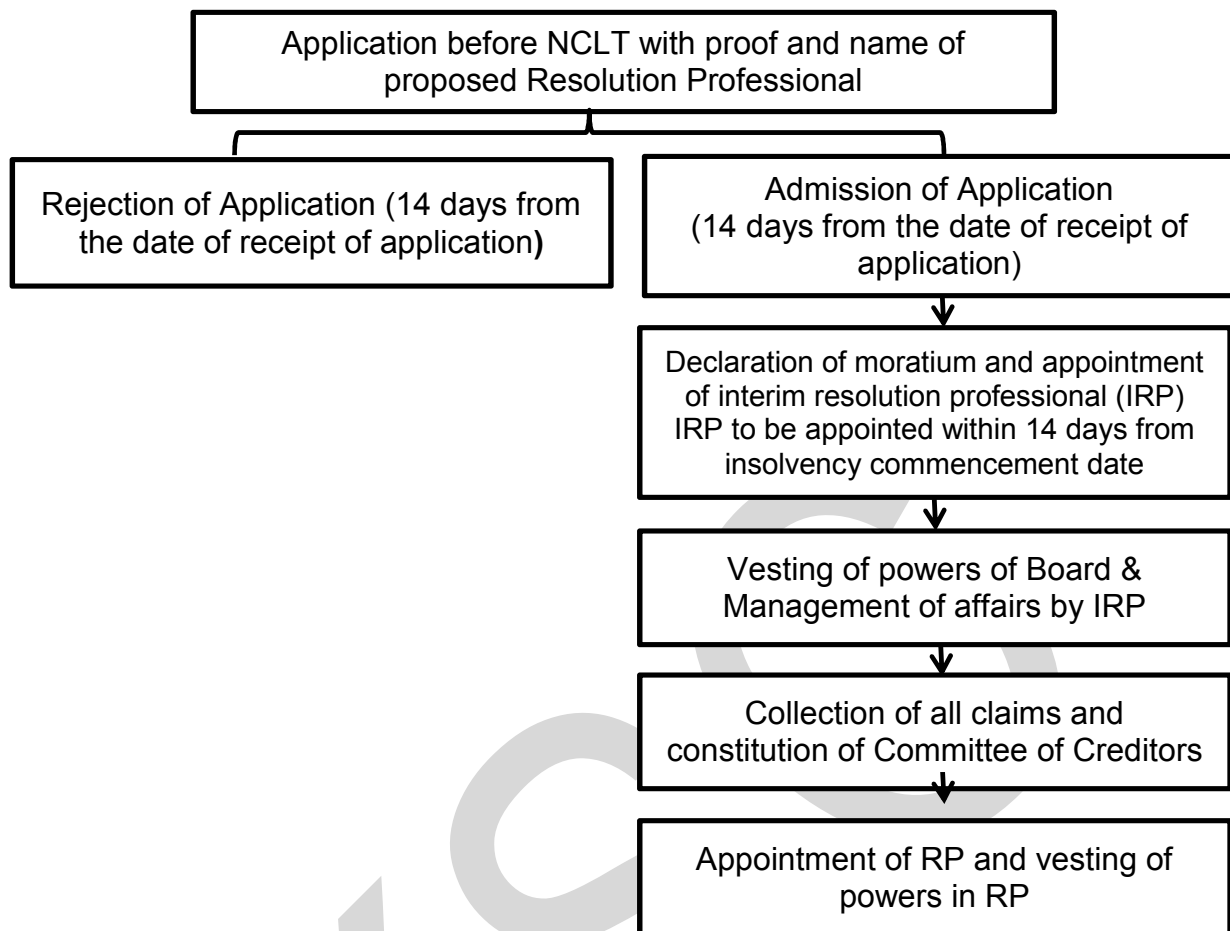 Application before NCLT with proof and name of
proposed Resolution Professional
Rejection of Application (14 days from
the date of receipt of application)
Admission of Application
(14 days from the date of receipt of
application)
Declaration of moratium and appointment
of interim resolution professional (IRP)
IRP to be appointed within 14 days from
insolvency commencement date
Vesting of powers of Board &
Management of affairs by IRP
Collection of all claims and
constitution of Committee of Creditors
Appointment of RP and vesting of
powers in RP